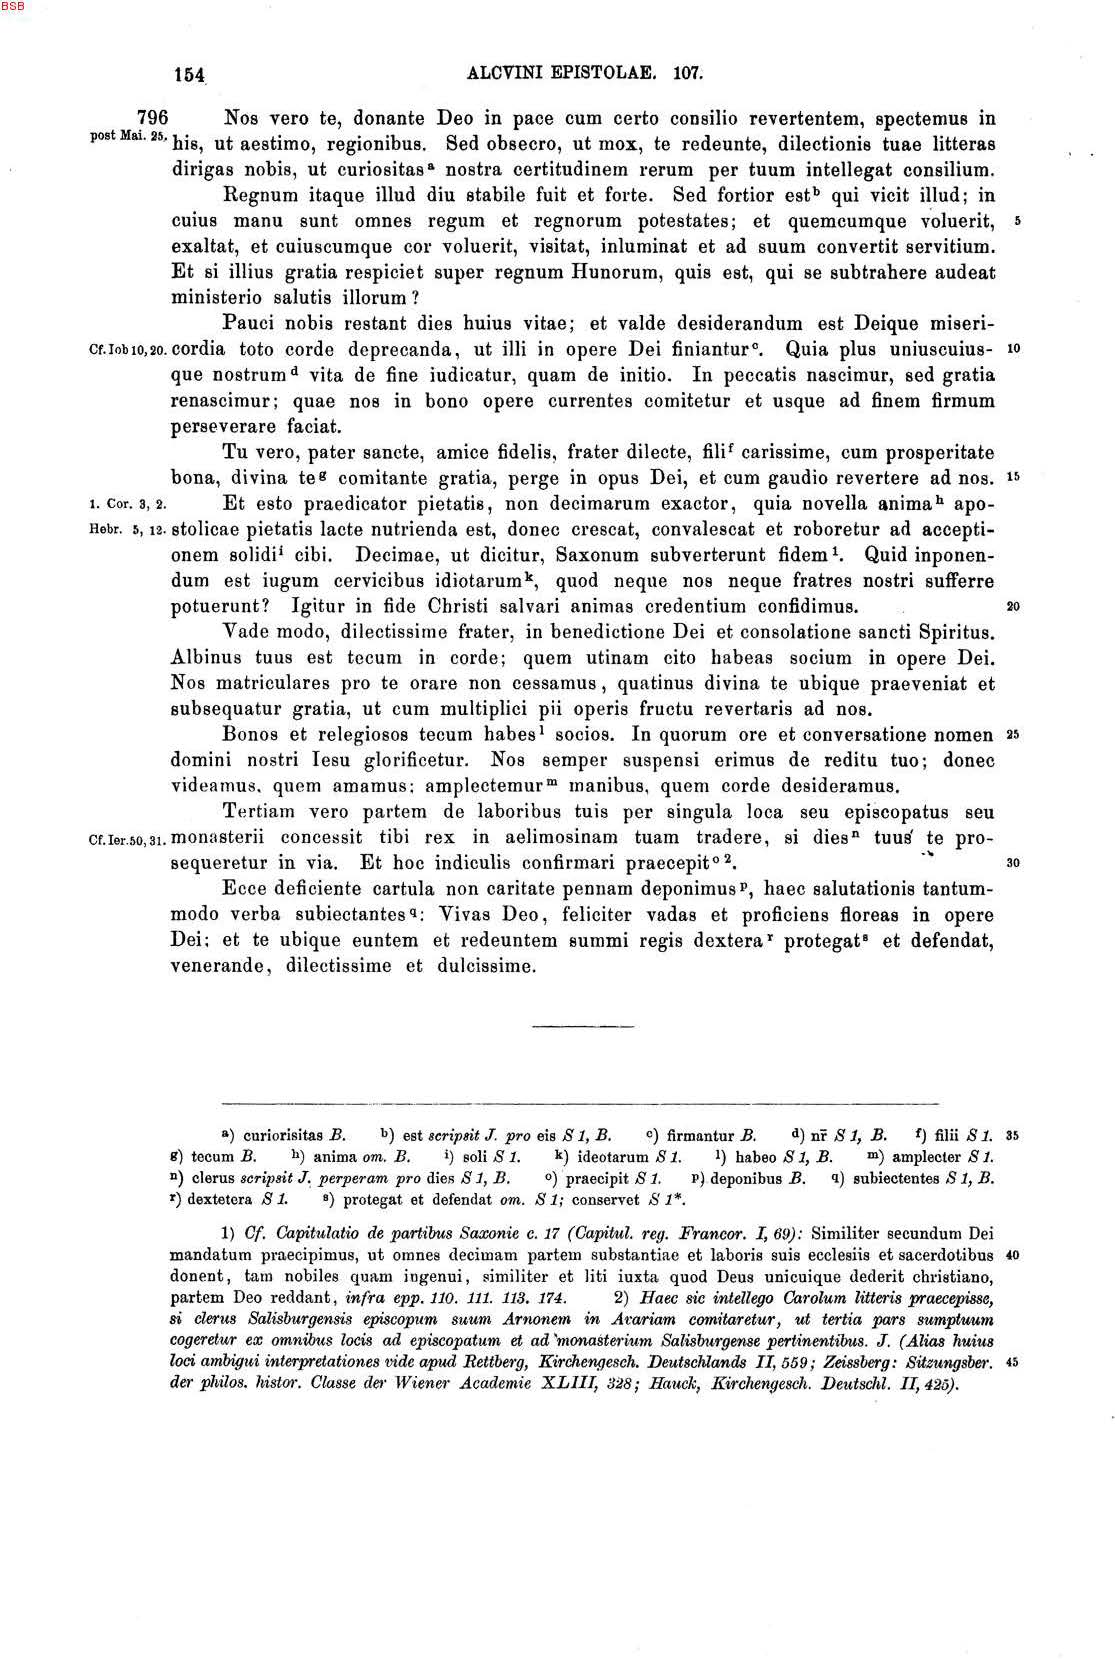 BSB
154 ALCVINI EPISTOLAE. 107.
796 Nos vero te, donante Deo in pace cum certo consilio revertentem, spectemus in
post Mai. 25. his, ut aestimo, regionibus. Sed obsecro, ut mox, te redeunte, dilectionis tuae litteras
dirigas nobis, ut curiositas a nostra certitudinem rerum per tuum intellegat consilium.
Regnum itaque illud diu stabile fuit et forte. Sed fortior est b qui vicit illud; in
cuius manu sunt omnes regum et regnorum potestates; et quemcumque voluerit, 5
exaltat, et cuiuscumque cor voluerit, visitat, inluminat et ad suum convertit servitium.
Et si illius gratia respiciet super regnum Hunorum, quis est, qui se subtrahere audeat
ministerio salutis illorum?
Pauci nobis restant dies huius vitae; et valde desiderandum est Deique miseri-
Cf. Iob 10, 20. cordia toto corde deprecanda, ut illi in opere Dei finiantur c. Quia plus uniuscuius- 10
que nostrum d vita de fine iudicatur, quam de initio. In peccatis nascimur, sed gratia
renascimur; quae nos in bono opere currentes comitetur et usque ad finem firmum
perseverare faciat.
Tu vero, pater sancte, amice fidelis, frater dilecte, fili f carissime, cum prosperitate
bona, divina te g comitante gratia, perge in opus Dei, et cum gaudio revertere ad nos. 15
1. Cor. 3, 2. Et esto praedicator pietatis, non decimarum exactor, quia novella anima h apo-
Hebr. 5, 12. stolicae pietatis lacte nutrienda est, donec crescat, convalescat et roboretur ad accepti-
onem solidi i cibi. Decimae, ut dicitur, Saxonum subverterunt fidem 1. Quid inponen-
dum est iugum cervicibus idiotarum k, quod neque nos neque fratres nostri sufferre
potuerunt? Igitur in fide Christi salvari animas credentium confidimus. 20
Vade modo, dilectissime frater, in benedictione Dei et consolatione sancti Spiritus.
Albinus tuus est tecum in corde; quem utinam cito habeas socium in opere Dei.
Nos matriculares pro te orare non cessamus, quatinus divina te ubique praeveniat et
subsequatur gratia, ut cum multiplici pii operis fructu revertaris ad nos.
Bonos et relegiosos tecum habes l socios. In quorum ore et conversatione nomen 25
domini nostri Iesu glorificetur. Nos semper suspensi erimus de reditu tuo; donec
videamus, quem amamus; amplectemur m manibus, quem corde desideramus.
Tertiam vero partem de laboribus tuis per singula loca seu episcopatus seu
Cf. Ier. 50, 31. monasterii concessit tibi rex in aelimosinam tuam tradere, si dies n tuus te pro-
sequeretur in via. Et hoc indiculis confirmari praecepit o 2. 30
Ecce deficiente cartula non caritate pennam deponimus p, haec salutationis tantum-
modo verba subiectantes q: Vivas Deo, feliciter vadas et proficiens floreas in opere
Dei; et te ubique euntem et redeuntem summi regis dextera r protegat s et defendat,
venerande, dilectissime et dulcissime.
a) curiorisitas B. b) est scripsit J. pro eis S 1, B. c) firmantur B. d) nr̄ S 1, B. f) filii S 1. 35
g) tecum B. h) anima om. B. i) soli S 1. k) ideotarum S 1. l) habeo S 1, B. m) amplecter S 1.
n) clerus scripsit J. perperam pro dies S 1, B. o) praecipit S 1. p) deponibus B. q) subiectentes S 1, B.
r) dextetera S 1. s) protegat et defendat om. S 1; conservet S 1*.
1) Cf. Capitulatio de partibus Saxonie c. 17 (Capitul. reg. Francor. I, 69): Similiter secundum Dei
mandatum praecipimus, ut omnes decimam partem substantiae et laboris suis ecclesiis et sacerdotibus 40
donent, tam nobiles quam ingenui, similiter et liti iuxta quod Deus unicuique dederit christiano,
partem Deo reddant, infra epp. 110. 111. 113. 174. 2) Haec sic intellego Carolum litteris praecepisse,
si clerus Salisburgensis episcopum suum Arnonem in Avariam comitaretur, ut tertia pars sumptuum
cogeretur ex omnibus locis ad episcopatum et ad monasterium Salisburgense pertinentibus. J. (Alias huius
loci ambigui interpretationes vide apud Rettberg, Kirchengesch. Deutschlands II, 559; Zeissberg: Sitzungsber. 45
der philos. histor. Classe der Wiener Academie XLIII, 328; Hauck, Kirchengesch. Deutschl. II, 425).